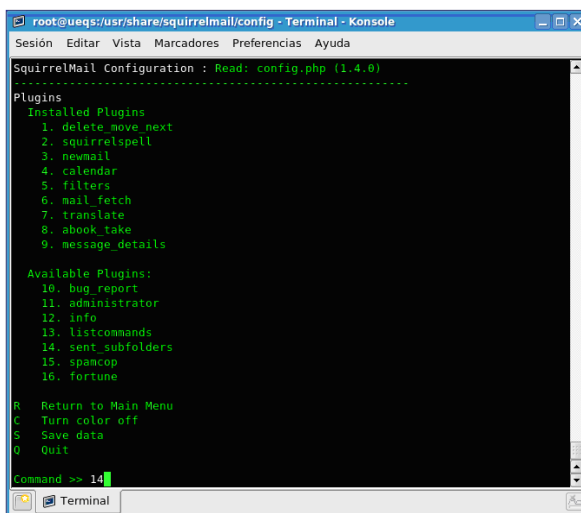 root@ueqs:/usr/share/squirrelmail/config - Terminal - Konsole
Sesión Editar Vista Marcadores Preferencias Ayuda
SquirrelMail Configuration : Read: config.php (1.4.0)
---------------------------------------------------------
Plugins
Installed Plugins
1. delete_move_next
2. squirrelspell
3. newmail
4. calendar
5. filters
6. mail_fetch
7. translate
8. abook_take
9. message_details
Available Plugins:
10. bug_report
11. administrator
12. info
13. listcommands
14. sent_subfolders
15. spamcop
16. fortune
R Return to Main Menu
C Turn color off
S Save data
Q Quit
Command >> 14
Terminal